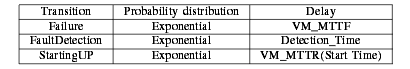 Transition Probability distribution Delay
Failure Exponential VM_MTTF
FaultDetection Exponential Detection_Time
StartingUP Exponential VM_MTTR(Start Time)